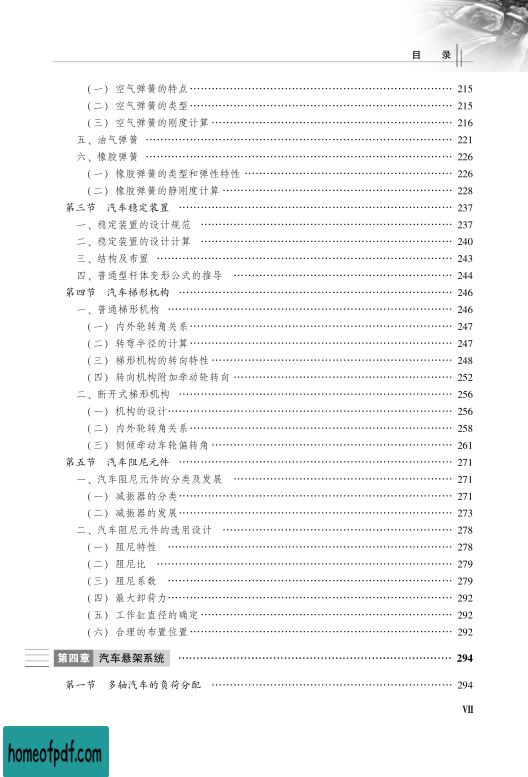 目　录
（一）空气弹簧的特点……215
（二）空气弹簧的类型……215
（三）空气弹簧的刚度计算……216
五、油气弹簧……221
六、橡胶弹簧……226
（一）橡胶弹簧的类型和弹性特性……226
（二）橡胶弹簧的静刚度计算……228
第三节　汽车稳定装置……237
一、稳定装置的设计规范……237
二、稳定装置的设计计算……240
三、结构及布置……243
四、普通型杆体变形公式的推导……244
第四节　汽车梯形机构……246
一、普通梯形机构……246
（一）内外轮转角关系……247
（二）转弯半径的计算……247
（三）梯形机构的转向特性……248
（四）转向机构附加牵动轮转向……252
二、断开式梯形机构……256
（一）机构的设计……256
（二）内外轮转角关系……258
（三）侧倾牵动车轮偏转角……261
第五节　汽车阻尼元件……271
一、汽车阻尼元件的分类及发展……271
（一）减振器的分类……271
（二）减振器的发展……273
二、汽车阻尼元件的选用设计……278
（一）阻尼特性……278
（二）阻尼比……279
（三）阻尼系数……279
（四）最大卸荷力……292
（五）工作缸直径的确定……292
（六）合理的布置位置……292
第四章　汽车悬架系统……294
第一节　多轴汽车的负荷分配……294
Ⅶ
homeofpdf.com